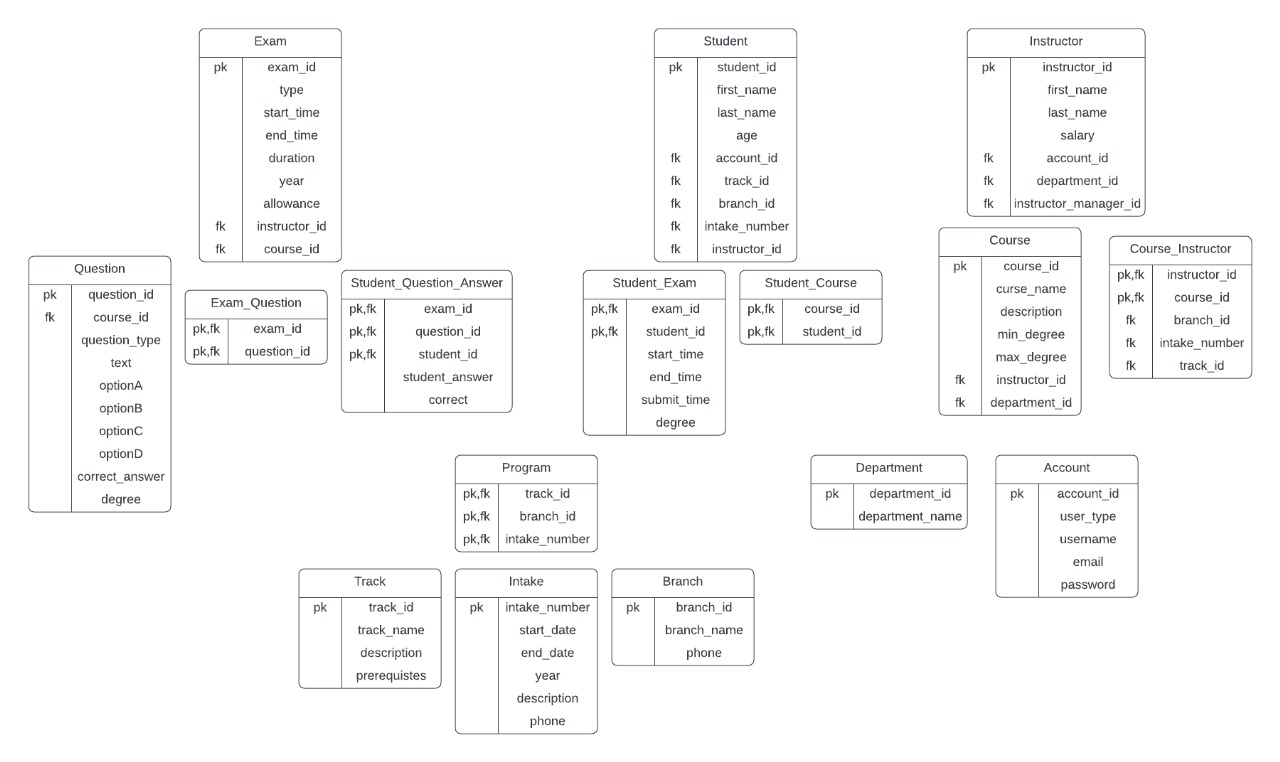 Exam
pk exam_id
type
start_time
end_time
duration
year
allowance
fk instructor_id
fk course_id
Student
pk student_id
first_name
last_name
age
fk account_id
fk track_id
fk branch_id
fk intake_number
fk instructor_id
Instructor
pk instructor_id
first_name
last_name
salary
fk account_id
fk department_id
fk instructor_manager_id
Question
pk question_id
fk course_id
question_type
text
optionA
optionB
optionC
optionD
correct_answer
degree
Exam_Question
pk,fk exam_id
pk,fk question_id
Student_Question_Answer
pk,fk exam_id
pk,fk question_id
pk,fk student_id
student_answer
correct
Student_Exam
pk,fk exam_id
pk,fk student_id
start_time
end_time
submit_time
degree
Student_Course
pk,fk course_id
pk,fk student_id
Course
pk course_id
curse_name
description
min_degree
max_degree
fk instructor_id
fk department_id
Course_Instructor
pk,fk instructor_id
pk,fk course_id
fk branch_id
fk intake_number
fk track_id
Program
pk,fk track_id
pk,fk branch_id
pk,fk intake_number
Department
pk department_id
department_name
Account
pk account_id
user_type
username
email
password
Track
pk track_id
track_name
description
prerequistes
Intake
pk intake_number
start_date
end_date
year
description
phone
Branch
pk branch_id
branch_name
phone